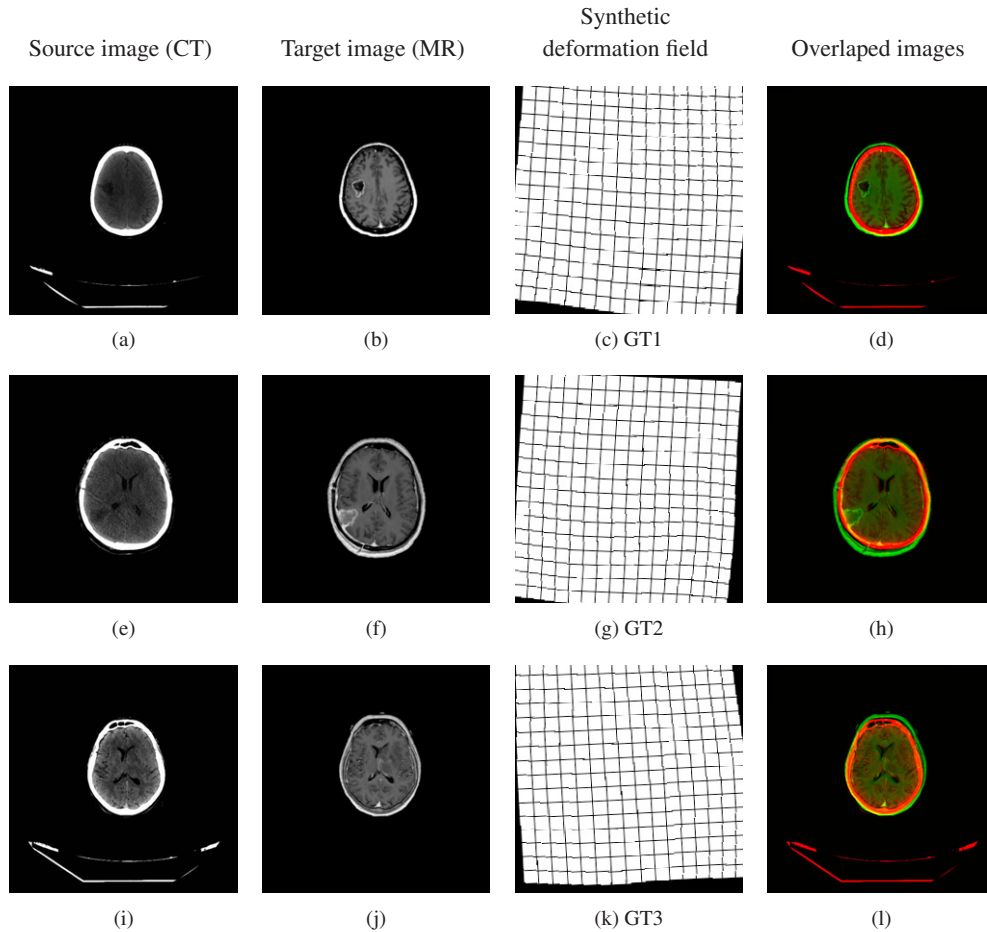 Source image (CT)
Target image (MR)
Synthetic
deformation field
Overlaped images
(a)
(b)
(c) GT1
(d)
(e)
(f)
(g) GT2
(h)
(i)
(j)
(k) GT3
(l)